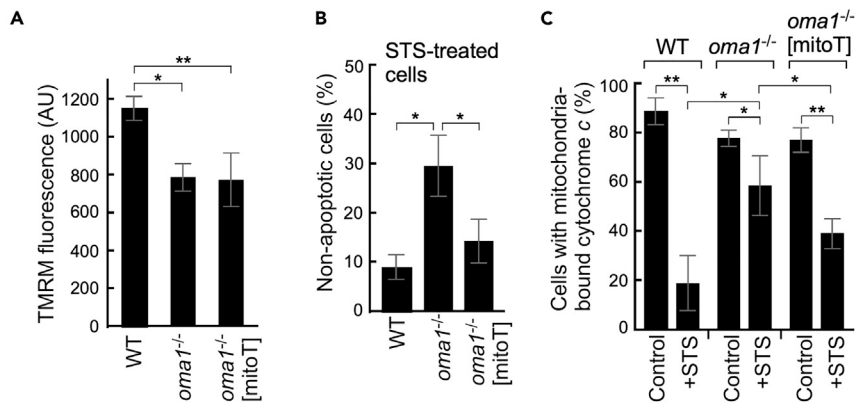 A
TMRM fluorescence (AU)
1200
1000
800
600
400
200
0
*
**
WT
oma1-/-
oma1-/-
[mitoT]
B
STS-treated
cells
Non-apoptotic cells (%)
50
40
30
20
10
0
*
*
WT
oma1-/-
oma1-/-
[mitoT]
C
WT
oma1-/-
oma1-/-
[mitoT]
Cells with mitochondria-
bound cytochrome c (%)
100
80
60
40
20
0
**
*
*
*
**
Control
+STS
Control
+STS
Control
+STS